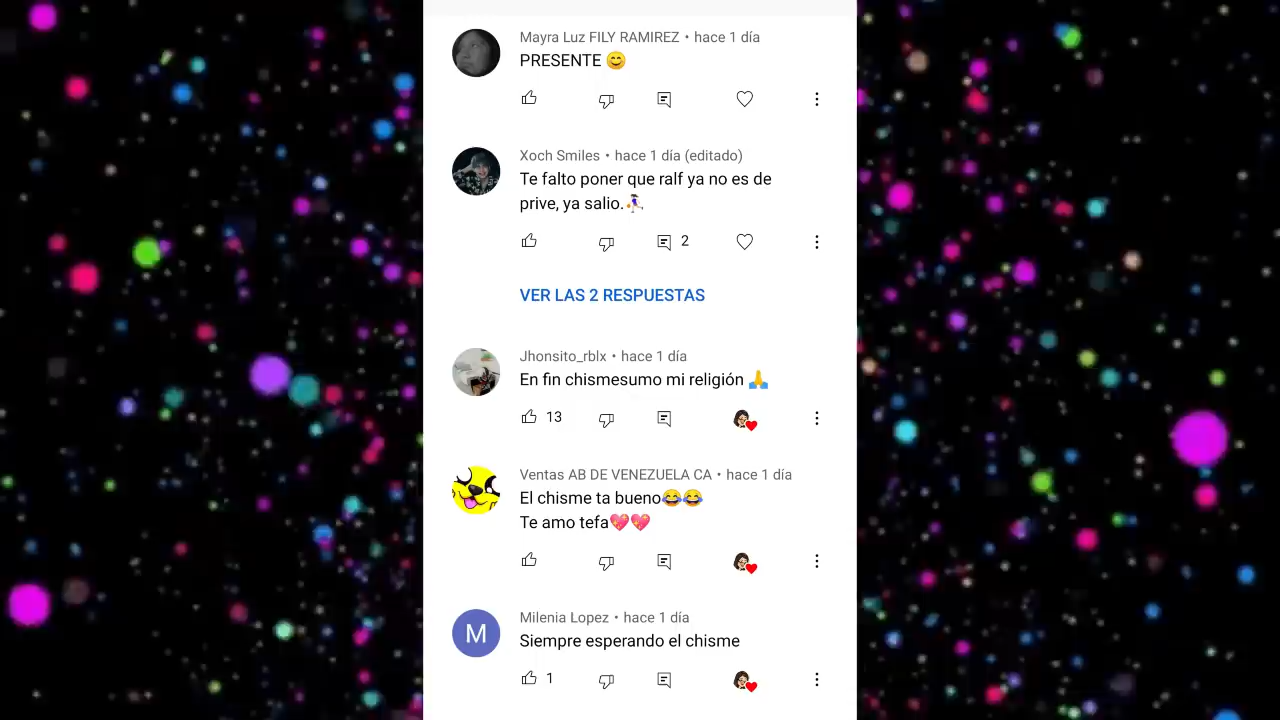 Mayra Luz FILY RAMIREZ • hace 1 día
PRESENTE 😊
Xoch Smiles • hace 1 día (editado)
Te falto poner que ralf ya no es de
prive, ya salio.🏃🏻‍♀️
2
VER LAS 2 RESPUESTAS
Jhonsito_rblx • hace 1 día
En fin chismesumo mi religión 🙏
13
Ventas AB DE VENEZUELA CA • hace 1 día
El chisme ta bueno😂😂
Te amo tefa💖💖
M
Milenia Lopez • hace 1 día
Siempre esperando el chisme
1